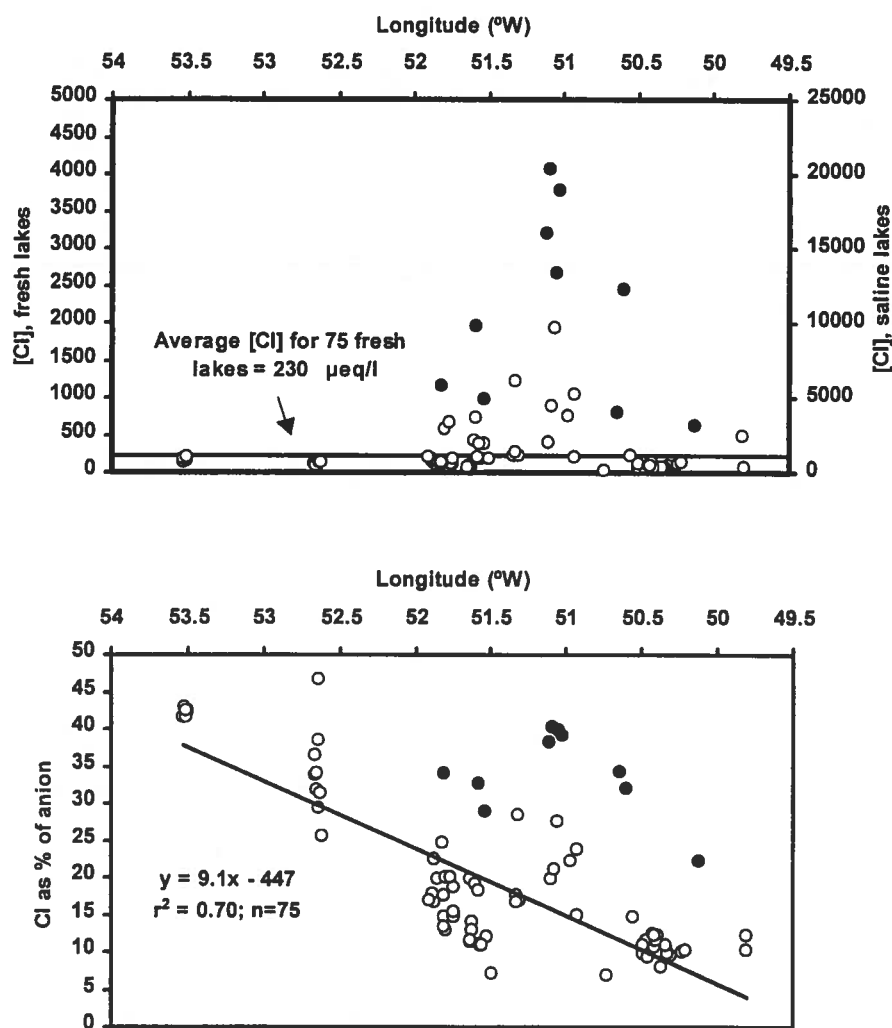 Longitude (ºW)
54 53.5 53 52.5 52 51.5 51 50.5 50 49.5
5000
4500
4000
3500
3000
2500
2000
1500
1000
500
0
[Cl], fresh lakes
Average [Cl] for 75 fresh
lakes = 230 µeq/l
25000
20000
15000
10000
5000
0
[Cl], saline lakes
Longitude (ºW)
54 53.5 53 52.5 52 51.5 51 50.5 50 49.5
50
45
40
35
30
25
20
15
10
5
0
Cl as % of anion
y = 9.1x - 447
r² = 0.70; n=75